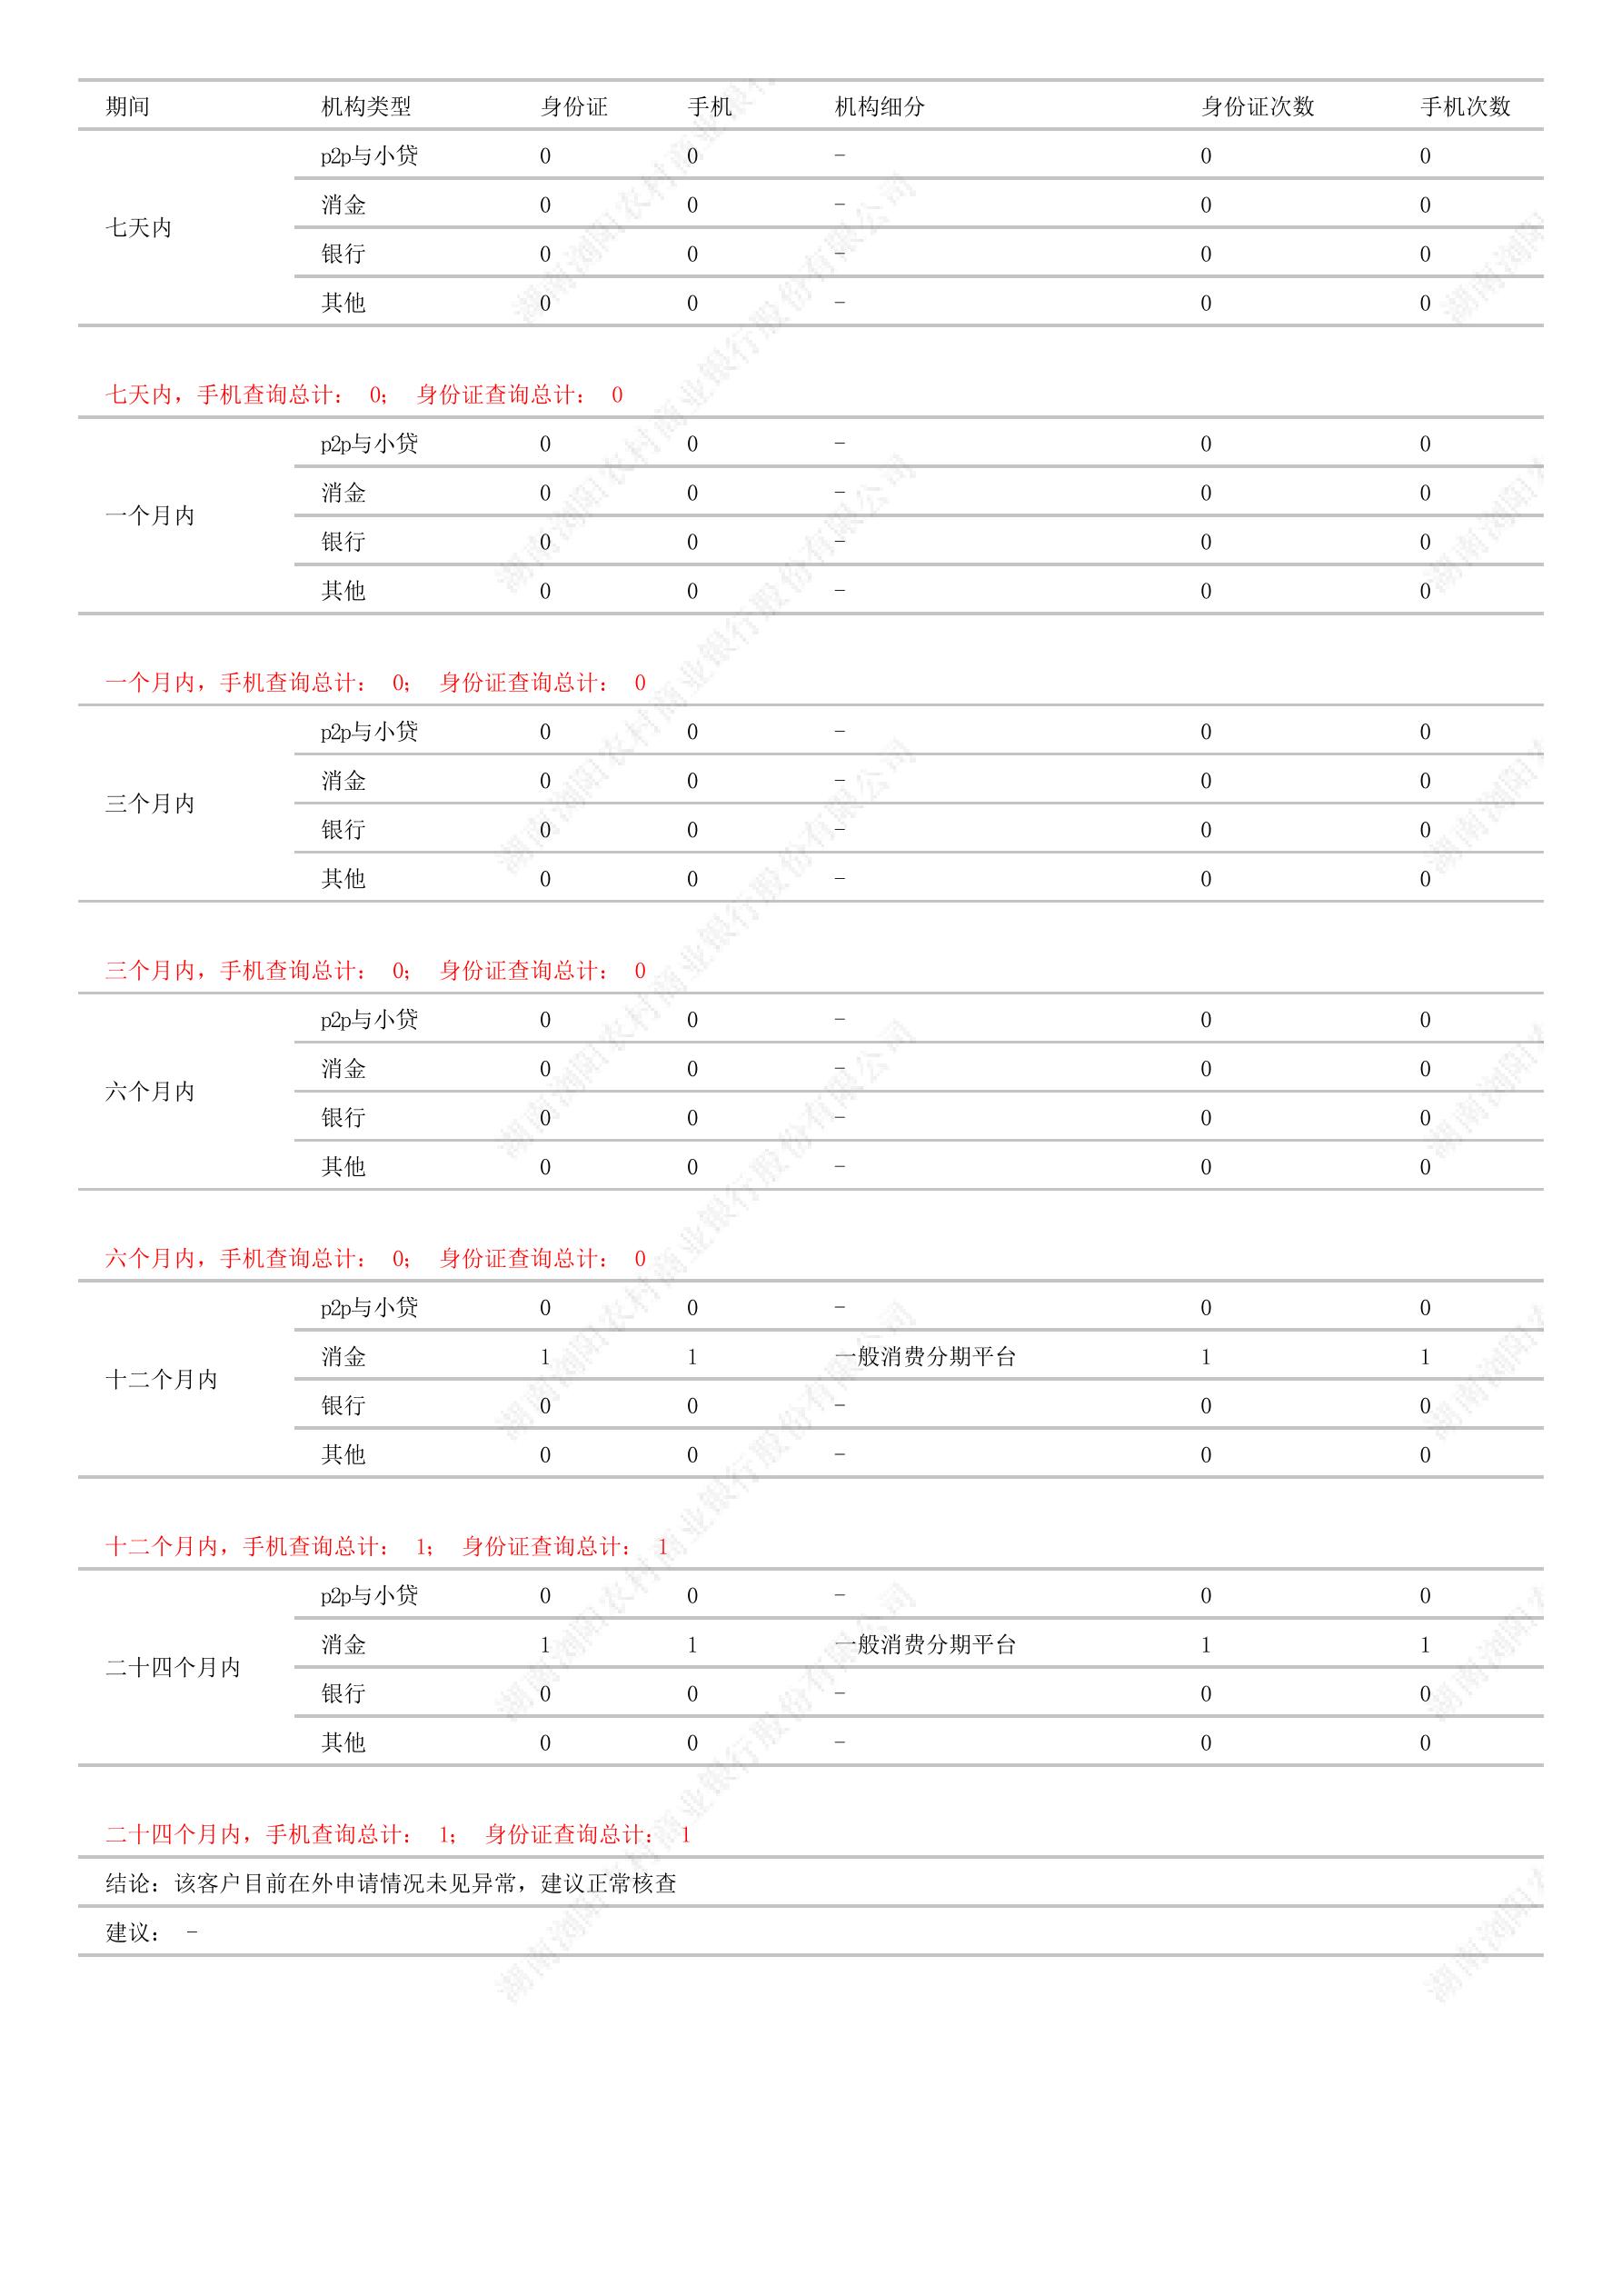 期间 机构类型 身份证 手机 机构细分 身份证次数 手机次数
七天内
p2p与小贷 0 0 - 0 0
消金 0 0 - 0 0
银行 0 0 - 0 0
其他 0 0 - 0 0
七天内，手机查询总计： 0； 身份证查询总计： 0
一个月内
p2p与小贷 0 0 - 0 0
消金 0 0 - 0 0
银行 0 0 - 0 0
其他 0 0 - 0 0
一个月内，手机查询总计： 0； 身份证查询总计： 0
三个月内
p2p与小贷 0 0 - 0 0
消金 0 0 - 0 0
银行 0 0 - 0 0
其他 0 0 - 0 0
三个月内，手机查询总计： 0； 身份证查询总计： 0
六个月内
p2p与小贷 0 0 - 0 0
消金 0 0 - 0 0
银行 0 0 - 0 0
其他 0 0 - 0 0
六个月内，手机查询总计： 0； 身份证查询总计： 0
十二个月内
p2p与小贷 0 0 - 0 0
消金 1 1 一般消费分期平台 1 1
银行 0 0 - 0 0
其他 0 0 - 0 0
十二个月内，手机查询总计： 1； 身份证查询总计： 1
二十四个月内
p2p与小贷 0 0 - 0 0
消金 1 1 一般消费分期平台 1 1
银行 0 0 - 0 0
其他 0 0 - 0 0
二十四个月内，手机查询总计： 1； 身份证查询总计： 1
结论：该客户目前在外申请情况未见异常，建议正常核查
建议： -
湖南浏阳农村商业银行股份有限公司